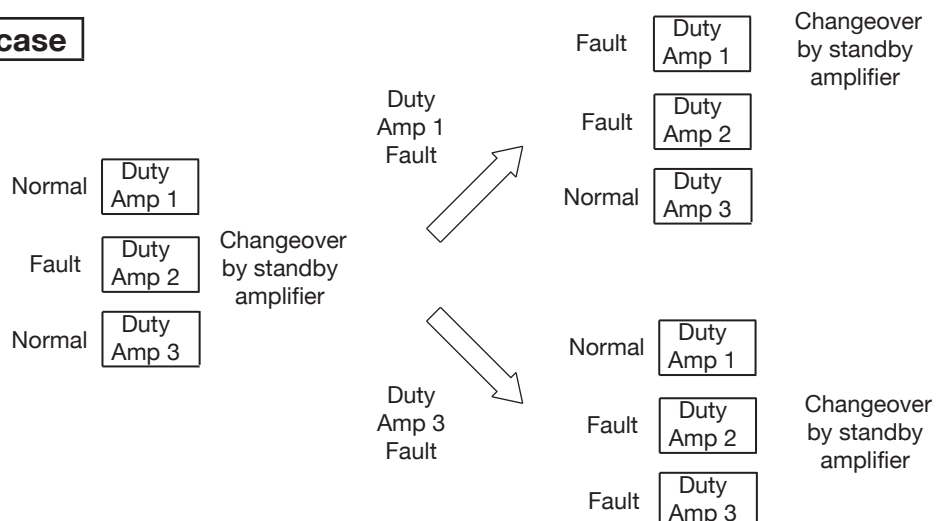 case
Normal
Duty
Amp 1
Fault
Duty
Amp 2
Normal
Duty
Amp 3
Changeover
by standby
amplifier
Duty
Amp 1
Fault
Fault
Duty
Amp 1
Fault
Duty
Amp 2
Normal
Duty
Amp 3
Changeover
by standby
amplifier
Duty
Amp 3
Fault
Normal
Duty
Amp 1
Fault
Duty
Amp 2
Fault
Duty
Amp 3
Changeover
by standby
amplifier